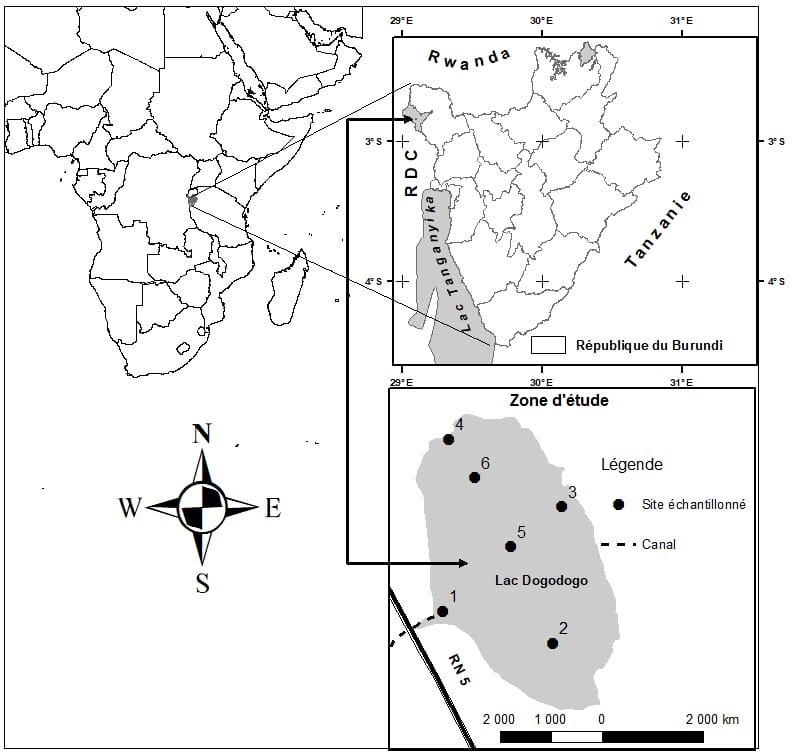 29°E 30°E 31°E
Rwanda
3°S 3°S
RDC
Tanzanie
Lac Tanganyika
4°S 4°S
République du Burundi
29°E 30°E 31°E
Zone d'étude
4
Légende
6
3
Site échantillonné
5
Canal
Lac Dogodogo
1
2
RN 5
2 000 1 000 0 2 000 km
N
W E
S